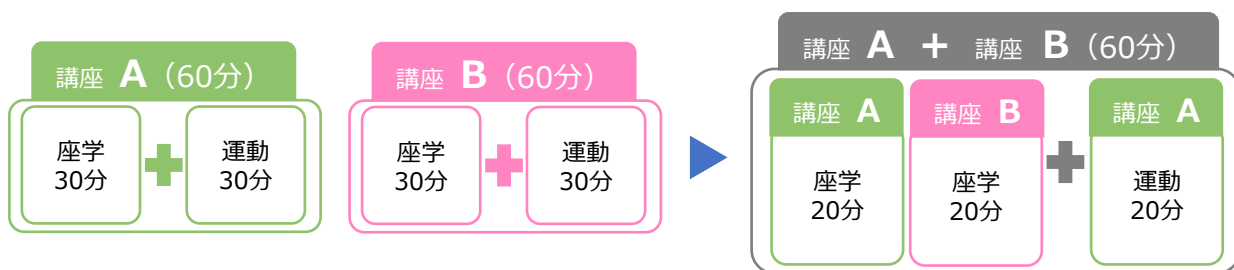 講座 A（60分）
座学
30分
運動
30分
講座 B（60分）
座学
30分
運動
30分
講座 A ＋ 講座 B（60分）
講座 A
座学
20分
講座 B
座学
20分
講座 A
運動
20分